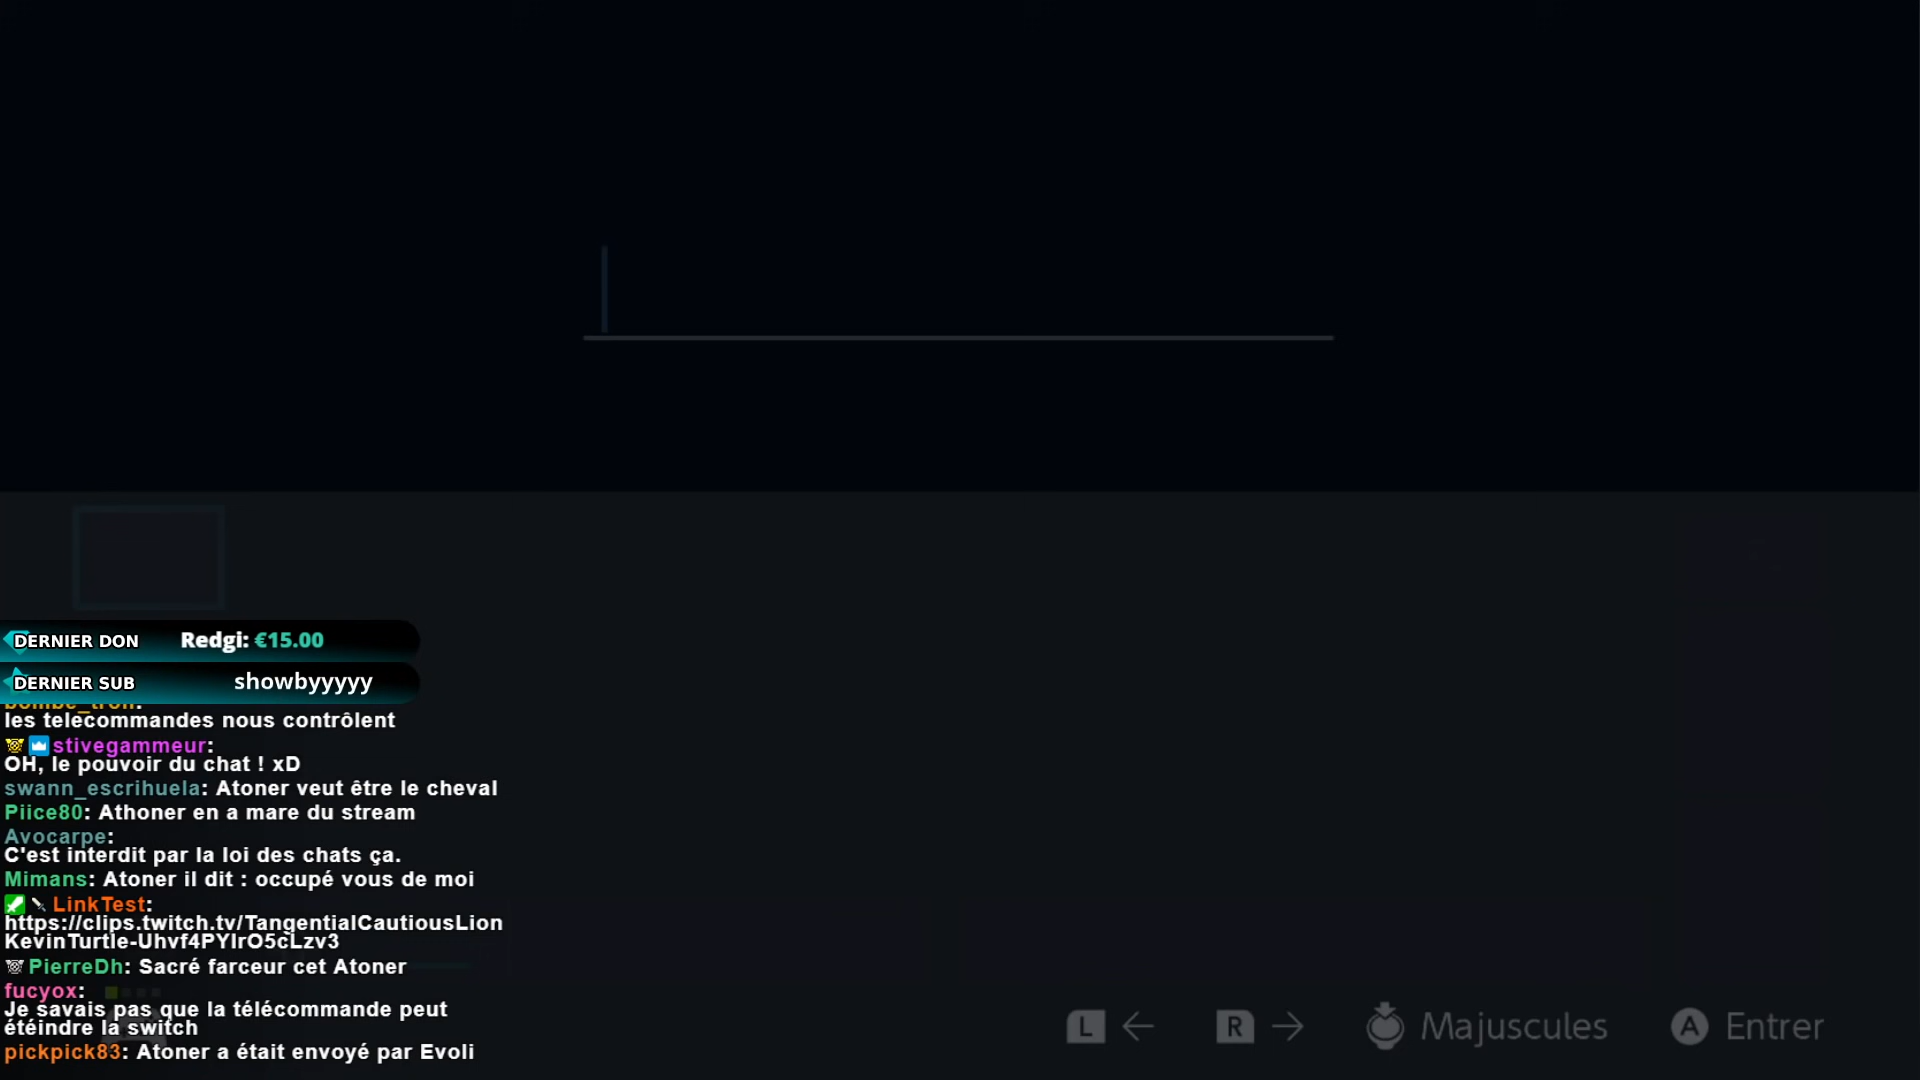 DERNIER DON Redgi: €15.00
DERNIER SUB showbyyyyy
bombe_tron:
les telecommandes nous contrôlent
stivegammeur:
OH, le pouvoir du chat ! xD
swann_escrihuela: Atoner veut être le cheval
Piice80: Athoner en a mare du stream
Avocarpe:
C'est interdit par la loi des chats ça.
Mimans: Atoner il dit : occupé vous de moi
LinkTest:
https://clips.twitch.tv/TangentialCautiousLion
KevinTurtle-Uhvf4PYIrO5cLzv3
PierreDh: Sacré farceur cet Atoner
fucyox:
Je savais pas que la télécommande peut
étéindre la switch
pickpick83: Atoner a était envoyé par Evoli
L ← R → Majuscules A Entrer